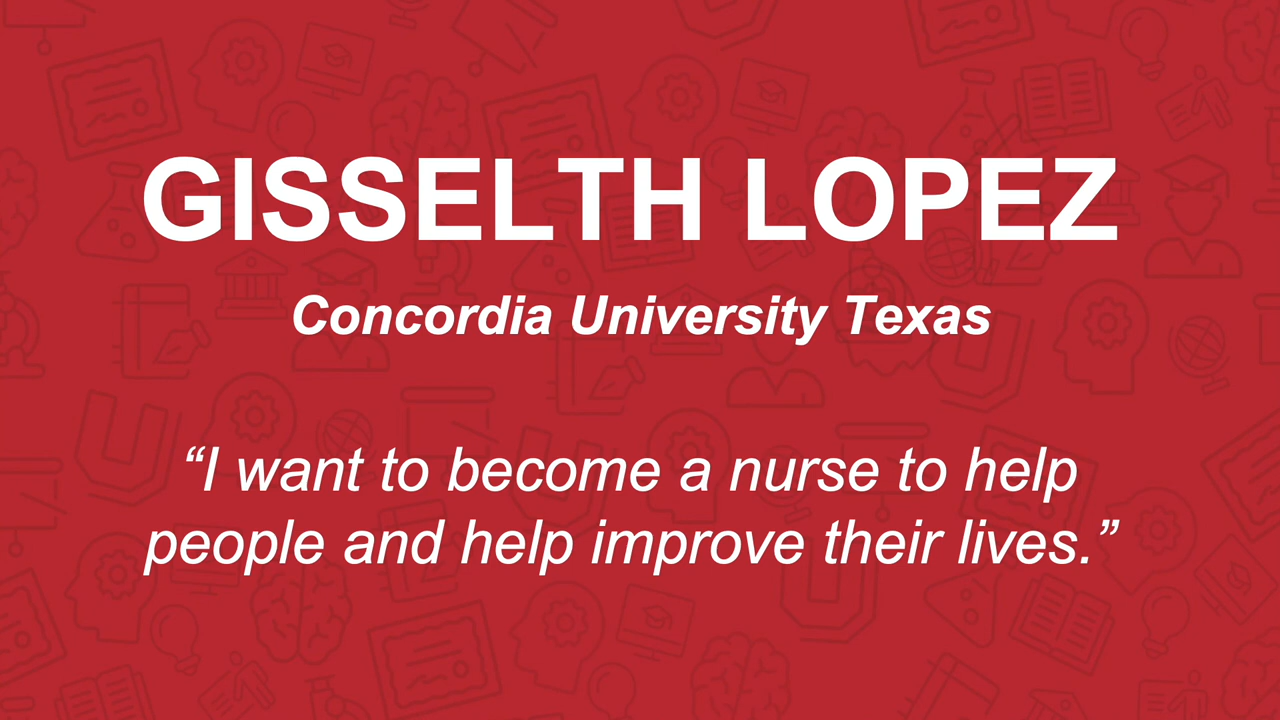 GISSELTH LOPEZ
Concordia University Texas
“I want to become a nurse to help
people and help improve their lives.”